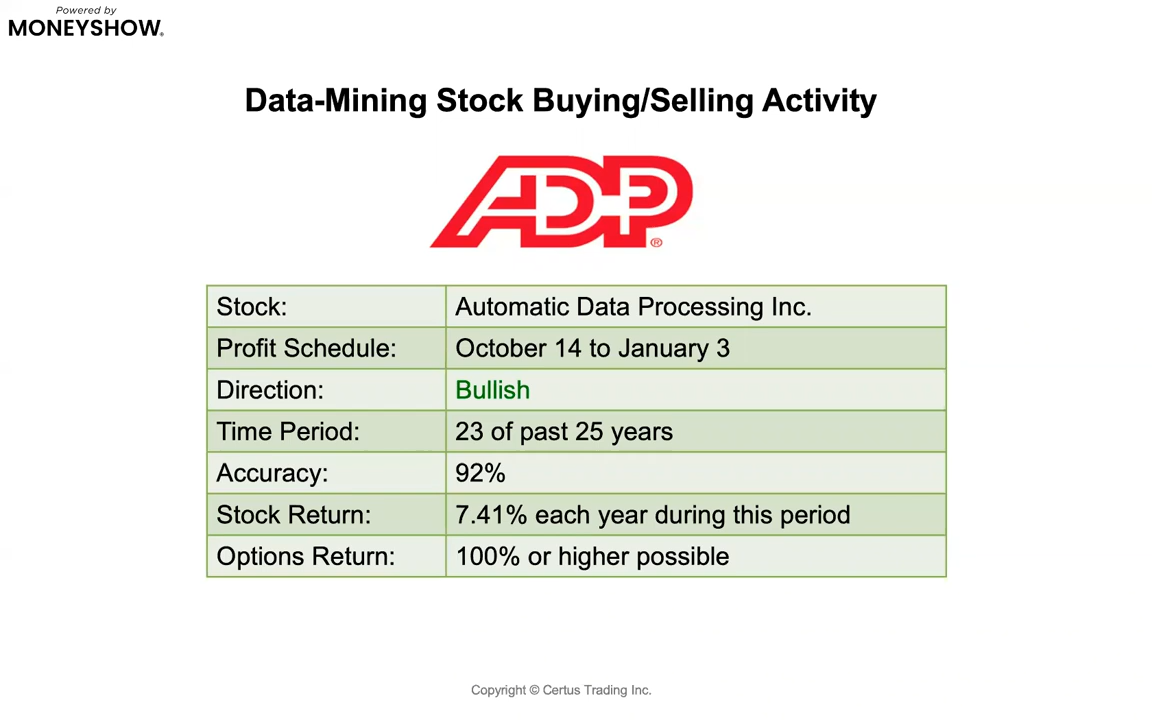 Powered by
MONEYSHOW.
Data-Mining Stock Buying/Selling Activity
ADP®
Stock: Automatic Data Processing Inc.
Profit Schedule: October 14 to January 3
Direction: Bullish
Time Period: 23 of past 25 years
Accuracy: 92%
Stock Return: 7.41% each year during this period
Options Return: 100% or higher possible
Copyright © Certus Trading Inc.